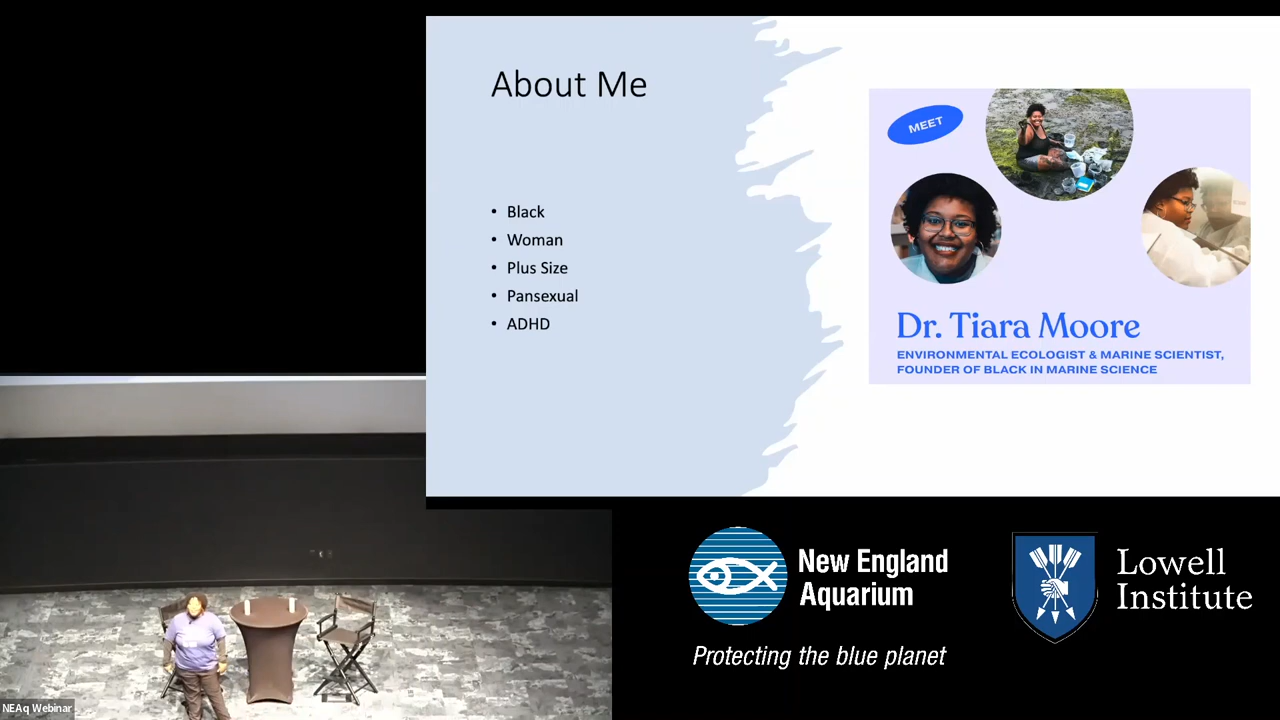 About Me
• Black
• Woman
• Plus Size
• Pansexual
• ADHD
MEET
Dr. Tiara Moore
ENVIRONMENTAL ECOLOGIST & MARINE SCIENTIST,
FOUNDER OF BLACK IN MARINE SCIENCE
New England
Aquarium
Protecting the blue planet
Lowell
Institute
NEAq Webinar